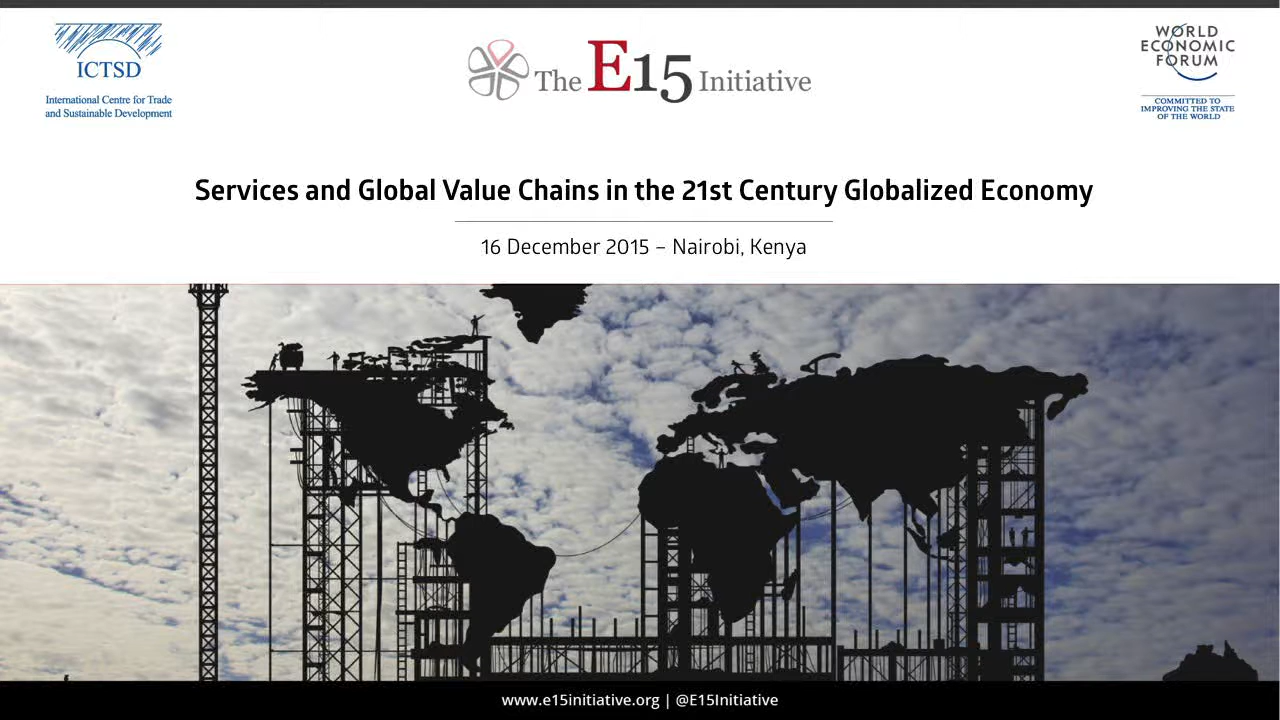 ICTSD
International Centre for Trade
and Sustainable Development
The E15 Initiative
WORLD
ECONOMIC
FORUM
COMMITTED TO
IMPROVING THE STATE
OF THE WORLD
Services and Global Value Chains in the 21st Century Globalized Economy
16 December 2015 – Nairobi, Kenya
www.e15initiative.org | @E15Initiative